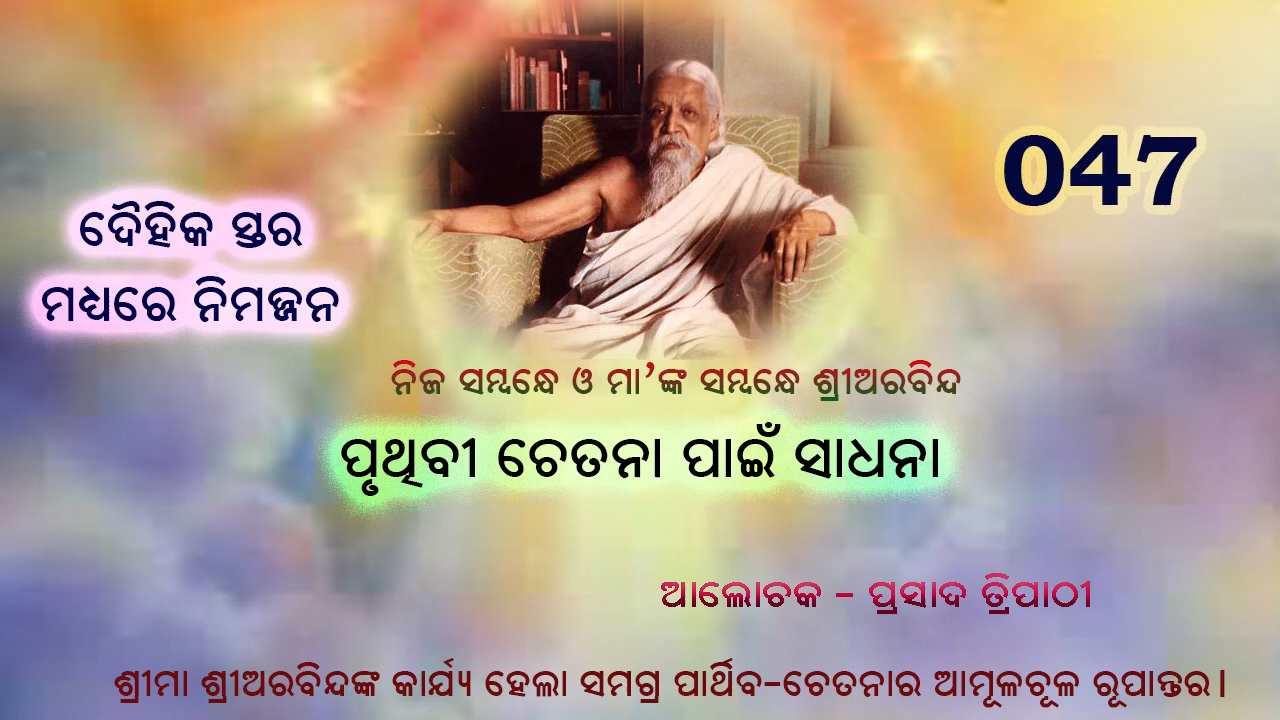 047
ଦୈହିକ ସ୍ତର
ମଧ୍ୟରେ ନିମଜ୍ଜନ
ନିଜ ସମ୍ବନ୍ଧେ ଓ ମା’ଙ୍କ ସମ୍ବନ୍ଧେ ଶ୍ରୀଅରବିନ୍ଦ
ପୃଥିବୀ ଚେତନା ପାଇଁ ସାଧନା
ଆଲୋଚକ - ପ୍ରସାଦ ତ୍ରିପାଠୀ
ଶ୍ରୀମା ଶ୍ରୀଅରବିନ୍ଦଙ୍କ କାର୍ଯ୍ୟ ହେଲା ସମଗ୍ର ପାର୍ଥିବ-ଚେତନାର ଆମୂଳଚୂଳ ରୂପାନ୍ତର।